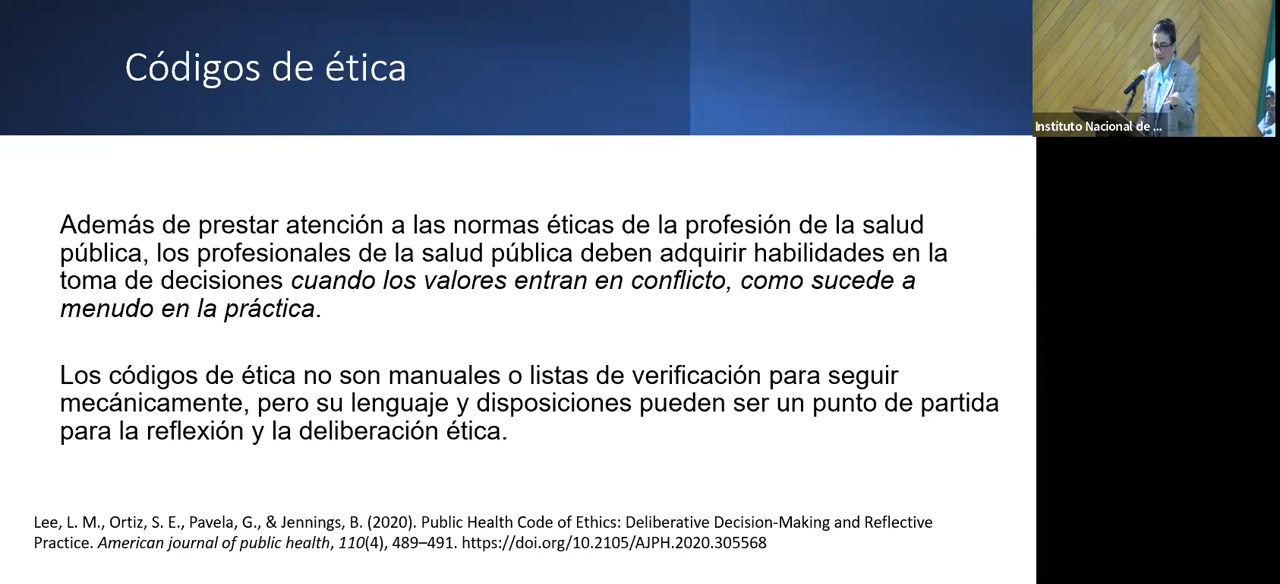 Códigos de ética
Instituto Nacional de ...
Además de prestar atención a las normas éticas de la profesión de la salud
pública, los profesionales de la salud pública deben adquirir habilidades en la
toma de decisiones cuando los valores entran en conflicto, como sucede a
menudo en la práctica.
Los códigos de ética no son manuales o listas de verificación para seguir
mecánicamente, pero su lenguaje y disposiciones pueden ser un punto de partida
para la reflexión y la deliberación ética.
Lee, L. M., Ortiz, S. E., Pavela, G., & Jennings, B. (2020). Public Health Code of Ethics: Deliberative Decision-Making and Reflective
Practice. American journal of public health, 110(4), 489–491. https://doi.org/10.2105/AJPH.2020.305568